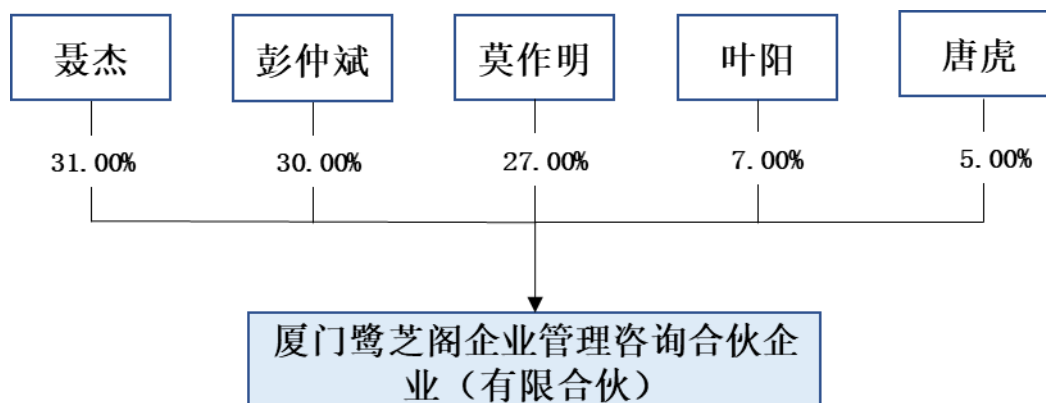 聂杰 彭仲斌 莫作明 叶阳 唐虎
31.00% 30.00% 27.00% 7.00% 5.00%
厦门鹭芝阁企业管理咨询合伙企
业（有限合伙）